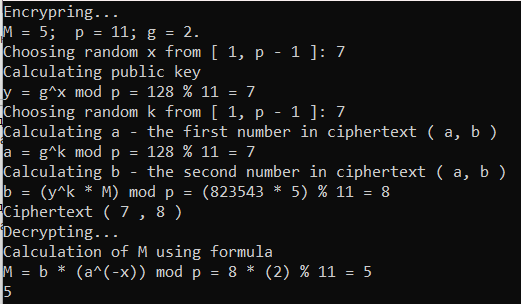 Encrypring...
M = 5;  p = 11; g = 2.
Choosing random x from [ 1, p - 1 ]: 7
Calculating public key
y = g^x mod p = 128 % 11 = 7
Choosing random k from [ 1, p - 1 ]: 7
Calculating a - the first number in ciphertext ( a, b )
a = g^k mod p = 128 % 11 = 7
Calculating b - the second number in ciphertext ( a, b )
b = (y^k * M) mod p = (823543 * 5) % 11 = 8
Ciphertext ( 7 , 8 )
Decrypting...
Calculation of M using formula
M = b * (a^(-x)) mod p = 8 * (2) % 11 = 5
5